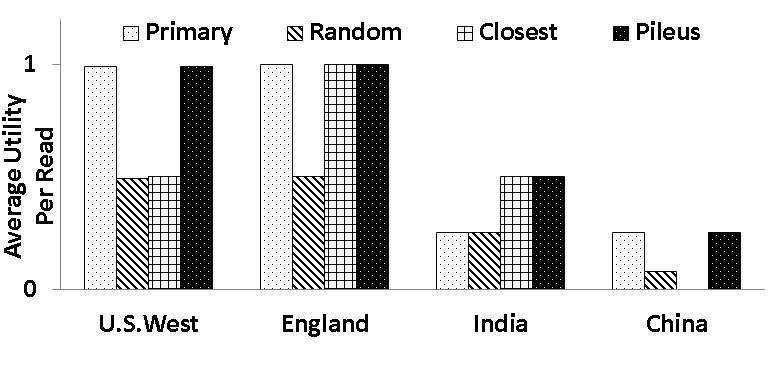 Primary Random Closest Pileus
1
Average Utility
Per Read
0
U.S.West England India China